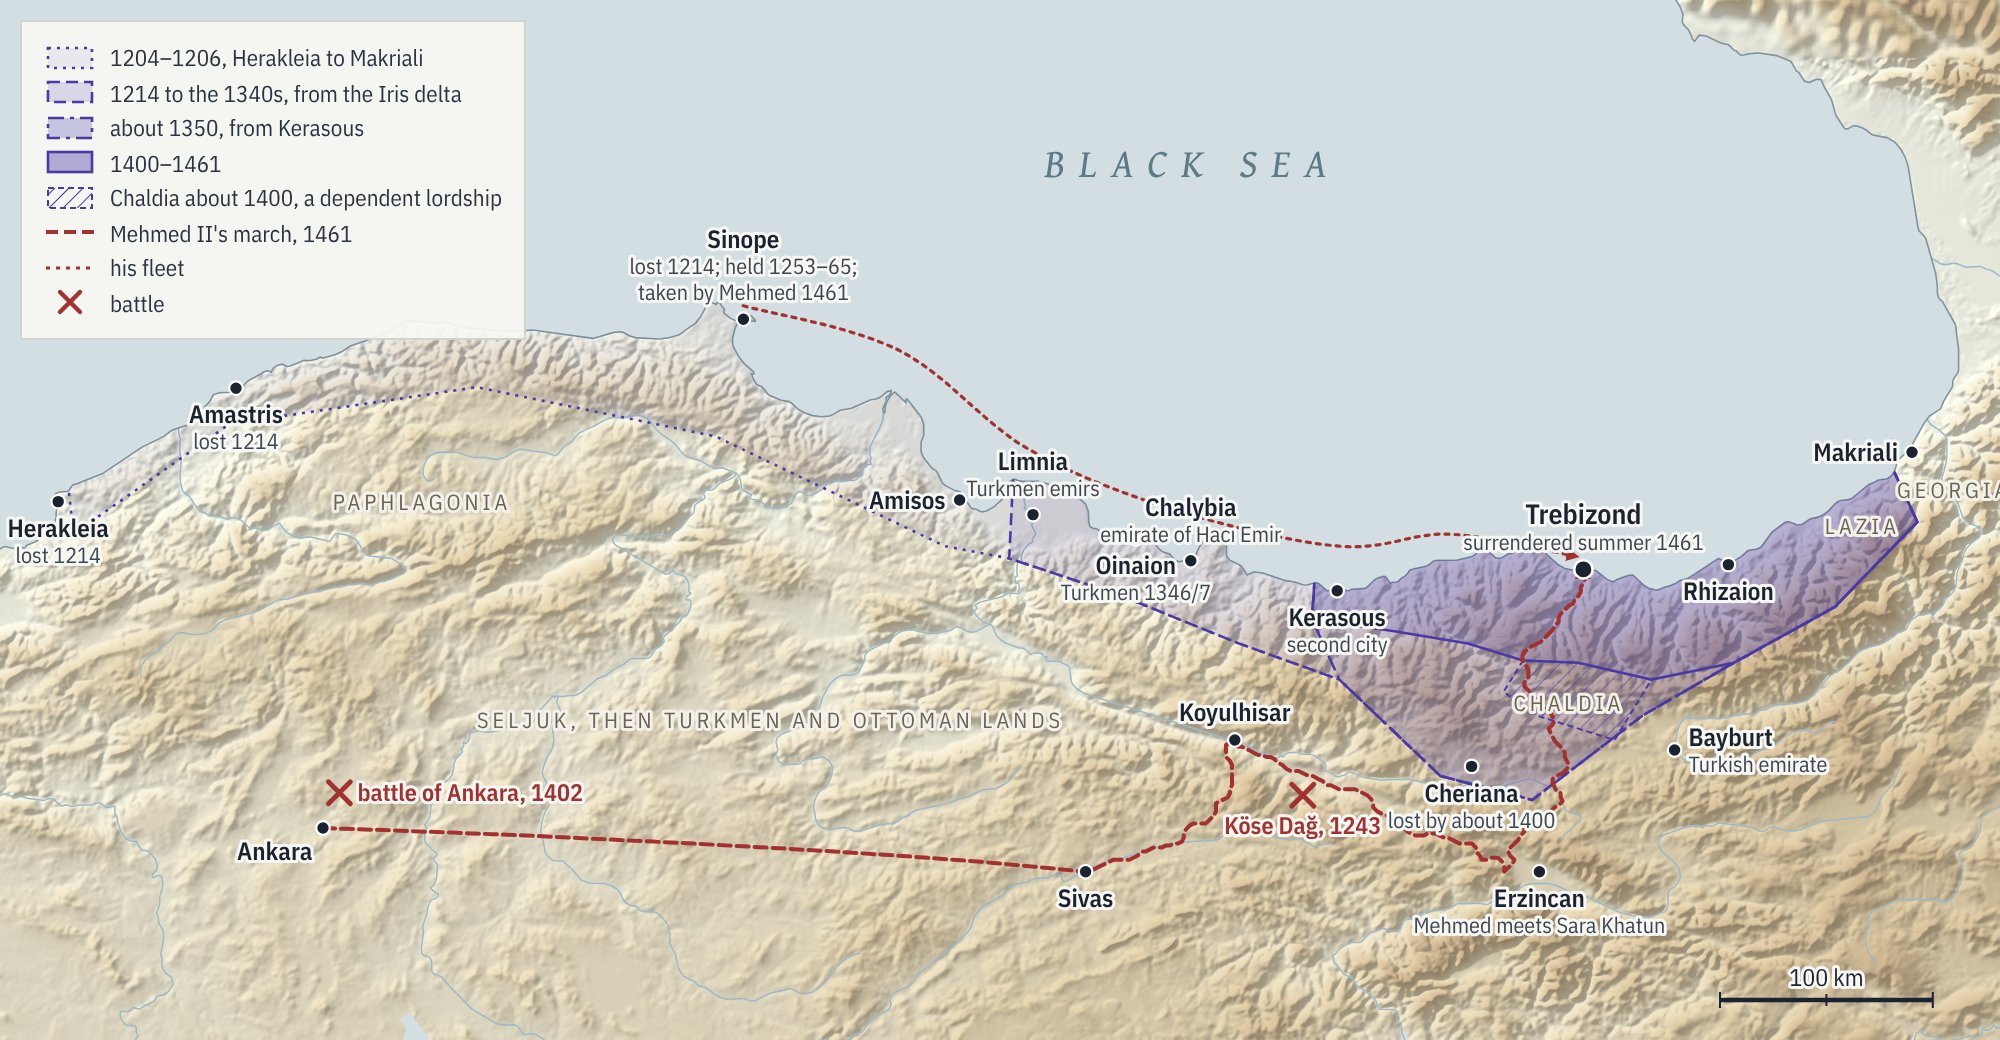 1204–1206, Herakleia to Makriali
1214 to the 1340s, from the Iris delta
about 1350, from Kerasous
1400–1461
Chaldia about 1400, a dependent lordship
Mehmed II's march, 1461
his fleet
battle
BLACK SEA
Sinope
lost 1214; held 1253–65;
taken by Mehmed 1461
Amastris
lost 1214
Herakleia
lost 1214
PAPHLAGONIA
Amisos
Limnia
Turkmen emirs
Chalybia
emirate of Hacı Emir
Oinaion
Turkmen 1346/7
Kerasous
second city
Trebizond
surrendered summer 1461
Rhizaion
Makriali
GEORGIA
LAZIA
CHALDIA
SELJUK, THEN TURKMEN AND OTTOMAN LANDS
Koyulhisar
Bayburt
Turkish emirate
Cheriana
lost by about 1400
Köse Dağ, 1243
battle of Ankara, 1402
Ankara
Sivas
Erzincan
Mehmed meets Sara Khatun
100 km